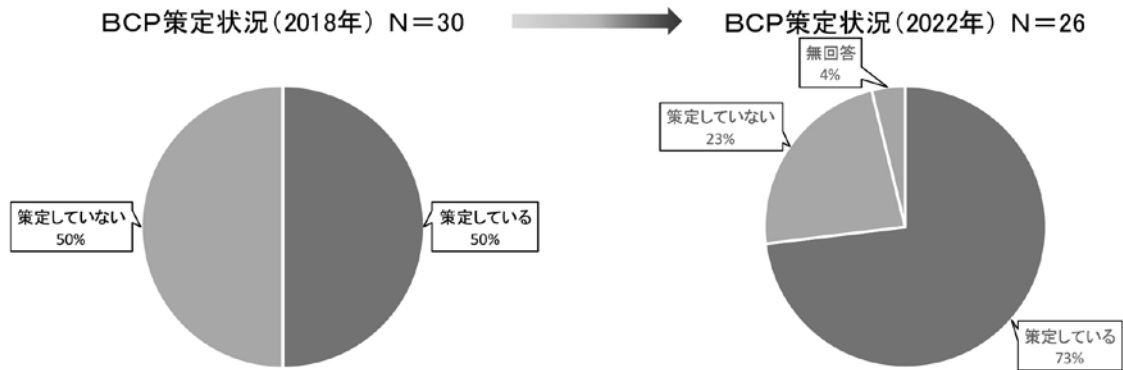 BCP策定状況(2018年) N=30
策定していない
50%
策定している
50%
BCP策定状況(2022年) N=26
無回答
4%
策定していない
23%
策定している
73%